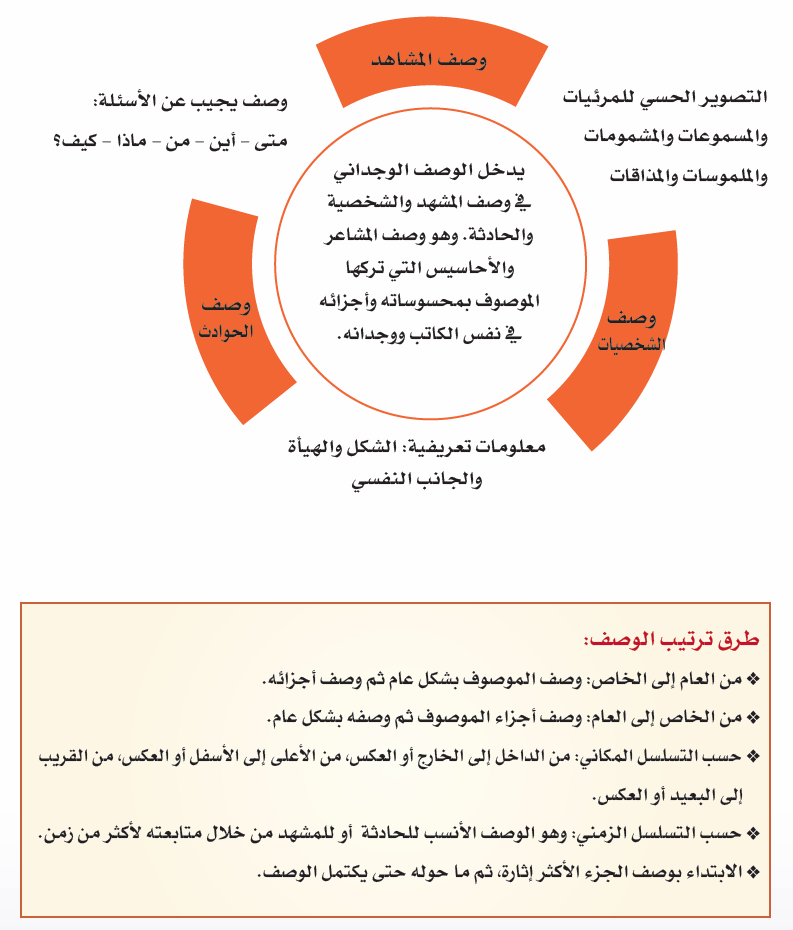 وصف المشاهد
التصوير الحسي للمرئيات
والمسموعات والمشمومات
والملموسات والمذاقات
وصف يجيب عن الأسئلة:
متى – أين – من – ماذا – كيف؟
يدخل الوصف الوجداني
في وصف المشهد والشخصية
والحادثة. وهو وصف المشاعر
والأحاسيس التي تركها
الموصوف بمحسوساته وأجزائه
في نفس الكاتب ووجدانه.
وصف
الشخصيات
وصف
الحوادث
معلومات تعريفية: الشكل والهيأة
والجانب النفسي
طرق ترتيب الوصف:
❖ من العام إلى الخاص: وصف الموصوف بشكل عام ثم وصف أجزائه.
❖ من الخاص إلى العام: وصف أجزاء الموصوف ثم وصفه بشكل عام.
❖ حسب التسلسل المكاني: من الداخل إلى الخارج أو العكس، من الأعلى إلى الأسفل أو العكس، من القريب
إلى البعيد أو العكس.
❖ حسب التسلسل الزمني: وهو الوصف الأنسب للحادثة أو للمشهد من خلال متابعته لأكثر من زمن.
❖ الابتداء بوصف الجزء الأكثر إثارة، ثم ما حوله حتى يكتمل الوصف.